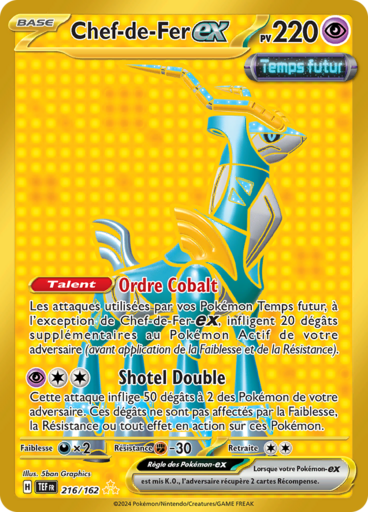 BASE Chef-de-Fer ex PV 220
Temps futur
Talent Ordre Cobalt
Les attaques utilisées par vos Pokémon Temps futur, à
l'exception de Chef-de-Fer-ex, infligent 20 dégâts
supplémentaires au Pokémon Actif de votre
adversaire (avant application de la Faiblesse et de la Résistance).
Shotel Double
Cette attaque inflige 50 dégâts à 2 des Pokémon de votre
adversaire. Ces dégâts ne sont pas affectés par la Faiblesse,
la Résistance ou tout effet en action sur ces Pokémon.
Faiblesse ×2 Résistance -30 Retraite
Illus. 5ban Graphics
Règle des Pokémon-ex
Lorsque votre Pokémon-ex
est mis K.O., l'adversaire récupère 2 cartes Récompense.
H TEF FR 216/162
©2024 Pokémon/Nintendo/Creatures/GAME FREAK